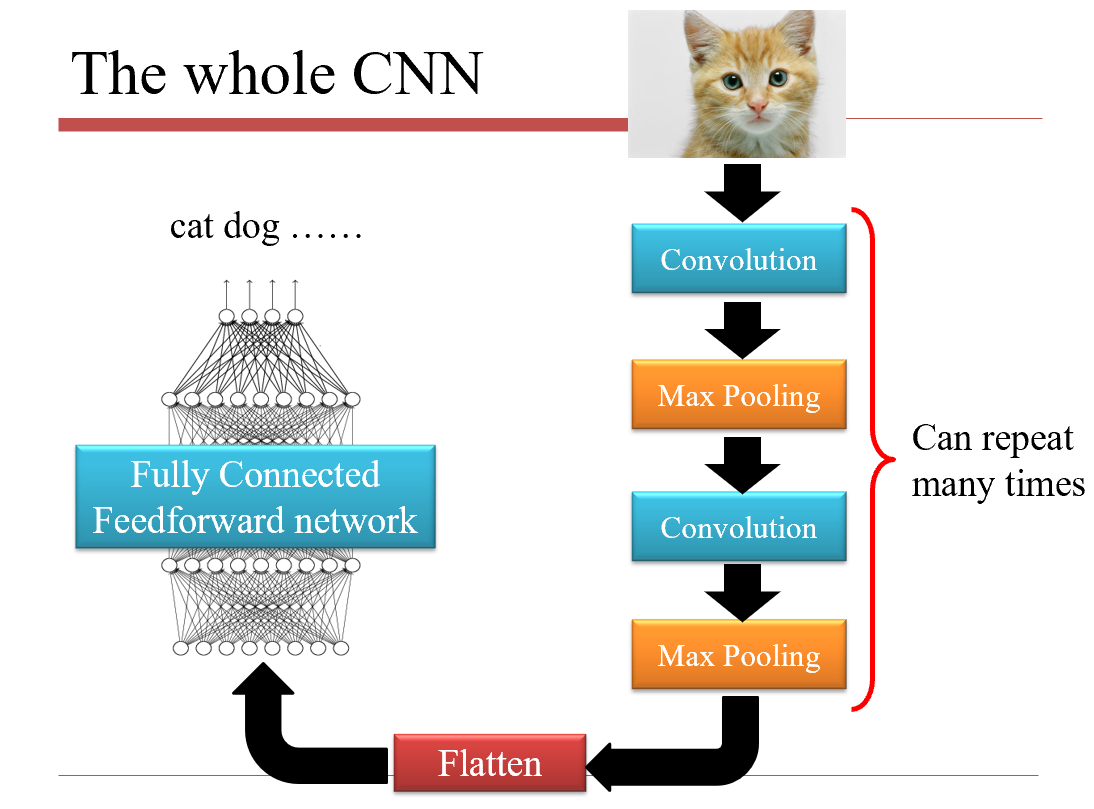 The whole CNN
cat dog ……
Convolution
Max Pooling
Convolution
Max Pooling
Can repeat
many times
Flatten
Fully Connected
Feedforward network